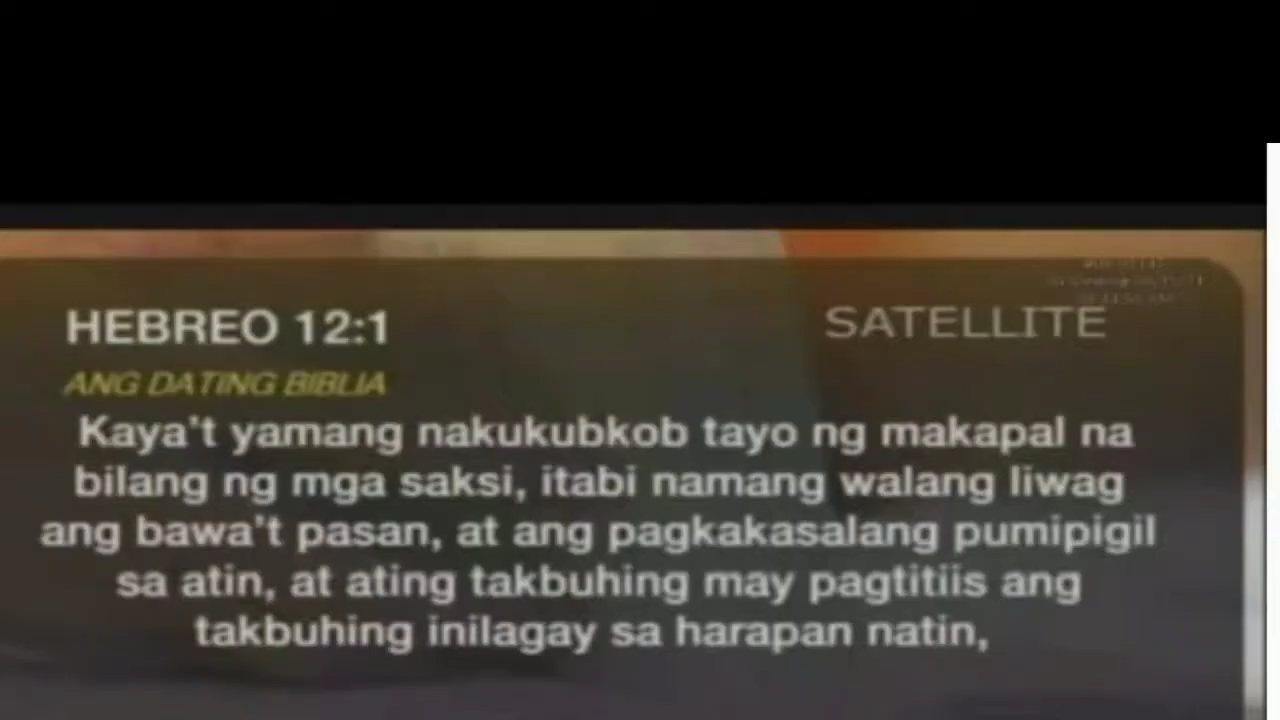 HEBREO 12:1
SATELLITE
ANG DATING BIBLIA
Kaya't yamang nakukubkob tayo ng makapal na
bilang ng mga saksi, itabi namang walang liwag
ang bawa't pasan, at ang pagkakasalang pumipigil
sa atin, at ating takbuhing may pagtitiis ang
takbuhing inilagay sa harapan natin,